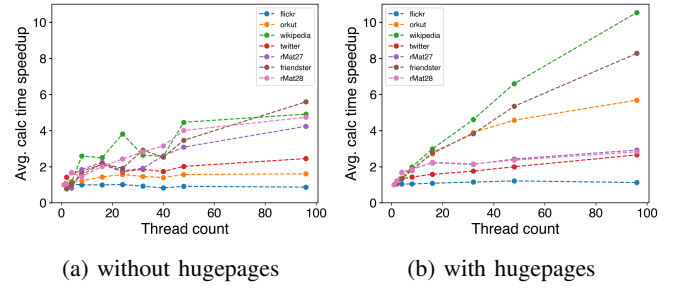 Avg. calc time speedup
10
8
6
4
2
0
flickr
orkut
wikipedia
twitter
rMat27
friendster
rMat28
0 20 40 60 80 100
Thread count
(a) without hugepages
Avg. calc time speedup
10
8
6
4
2
0
flickr
orkut
wikipedia
twitter
rMat27
friendster
rMat28
0 20 40 60 80 100
Thread count
(b) with hugepages